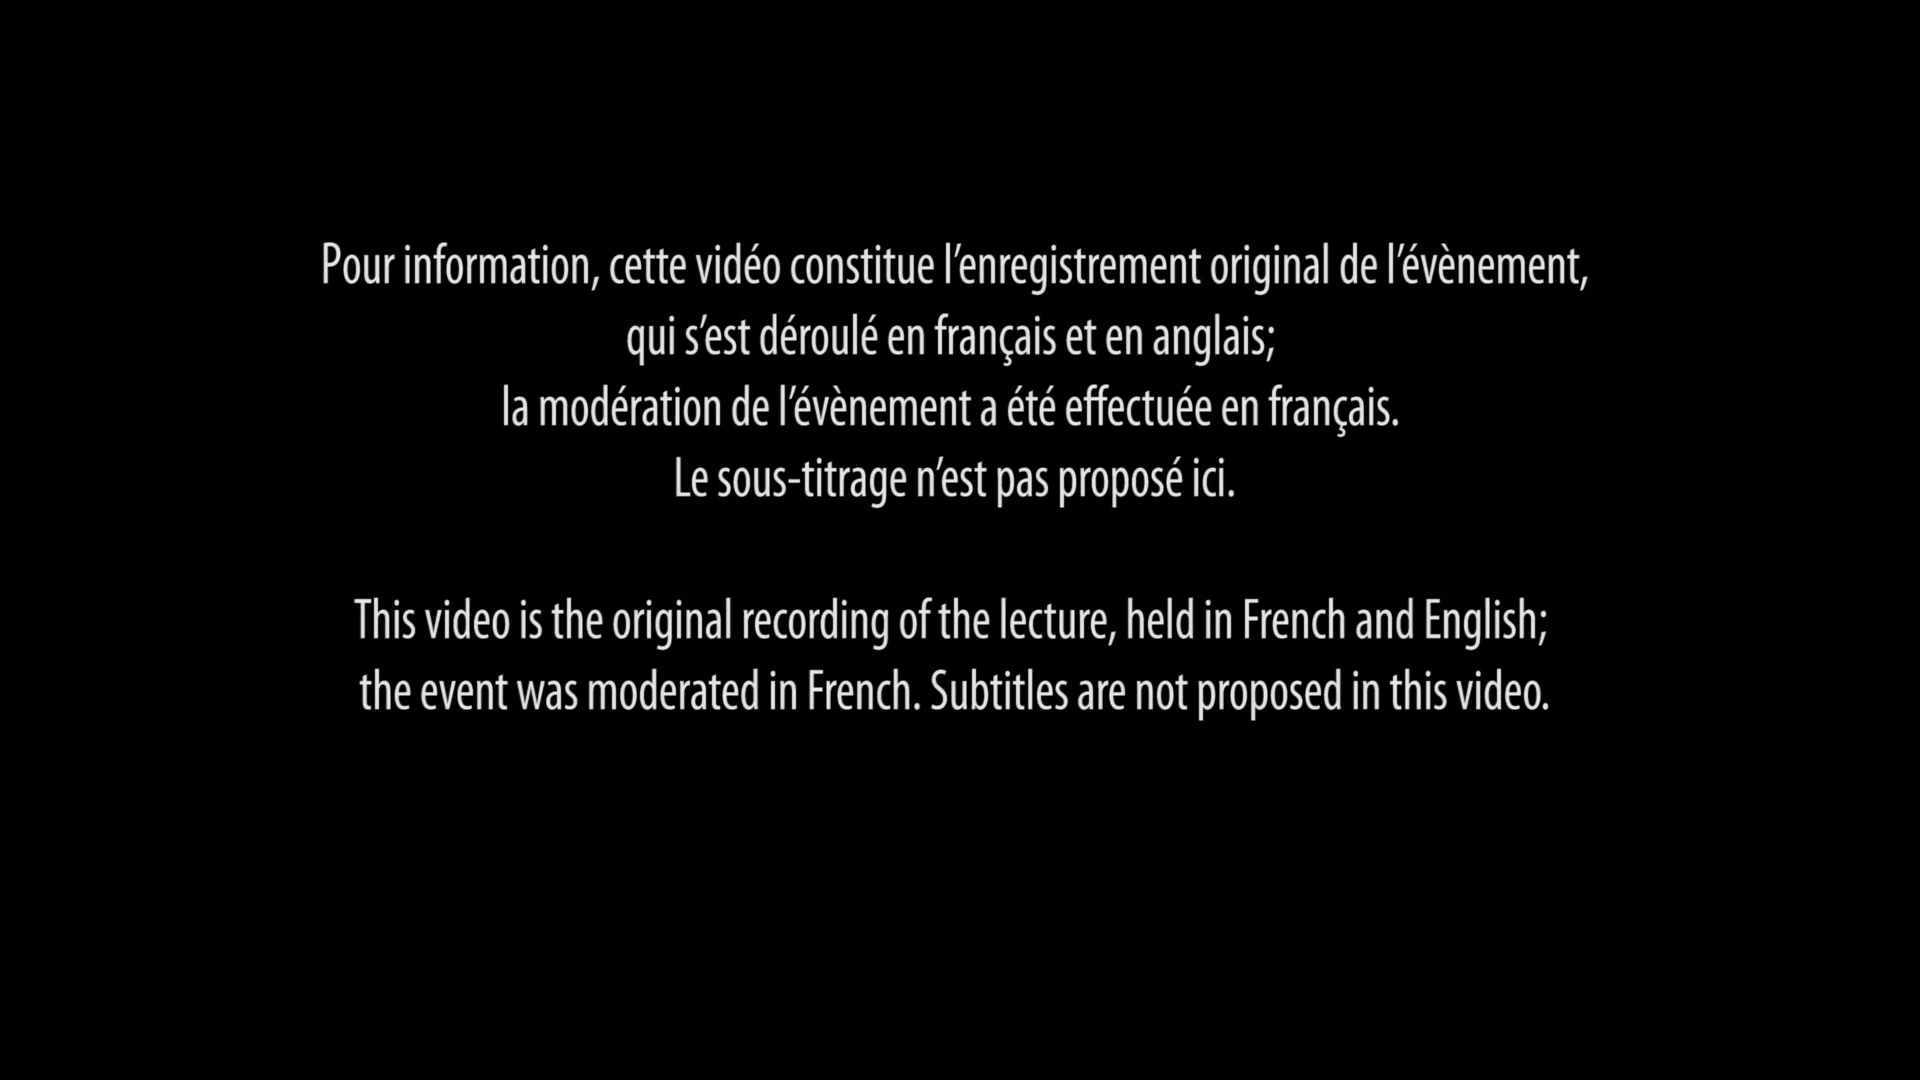 Pour information, cette vidéo constitue l’enregistrement original de l’évènement,
qui s’est déroulé en français et en anglais;
la modération de l’évènement a été effectuée en français.
Le sous-titrage n’est pas proposé ici.
This video is the original recording of the lecture, held in French and English;
the event was moderated in French. Subtitles are not proposed in this video.